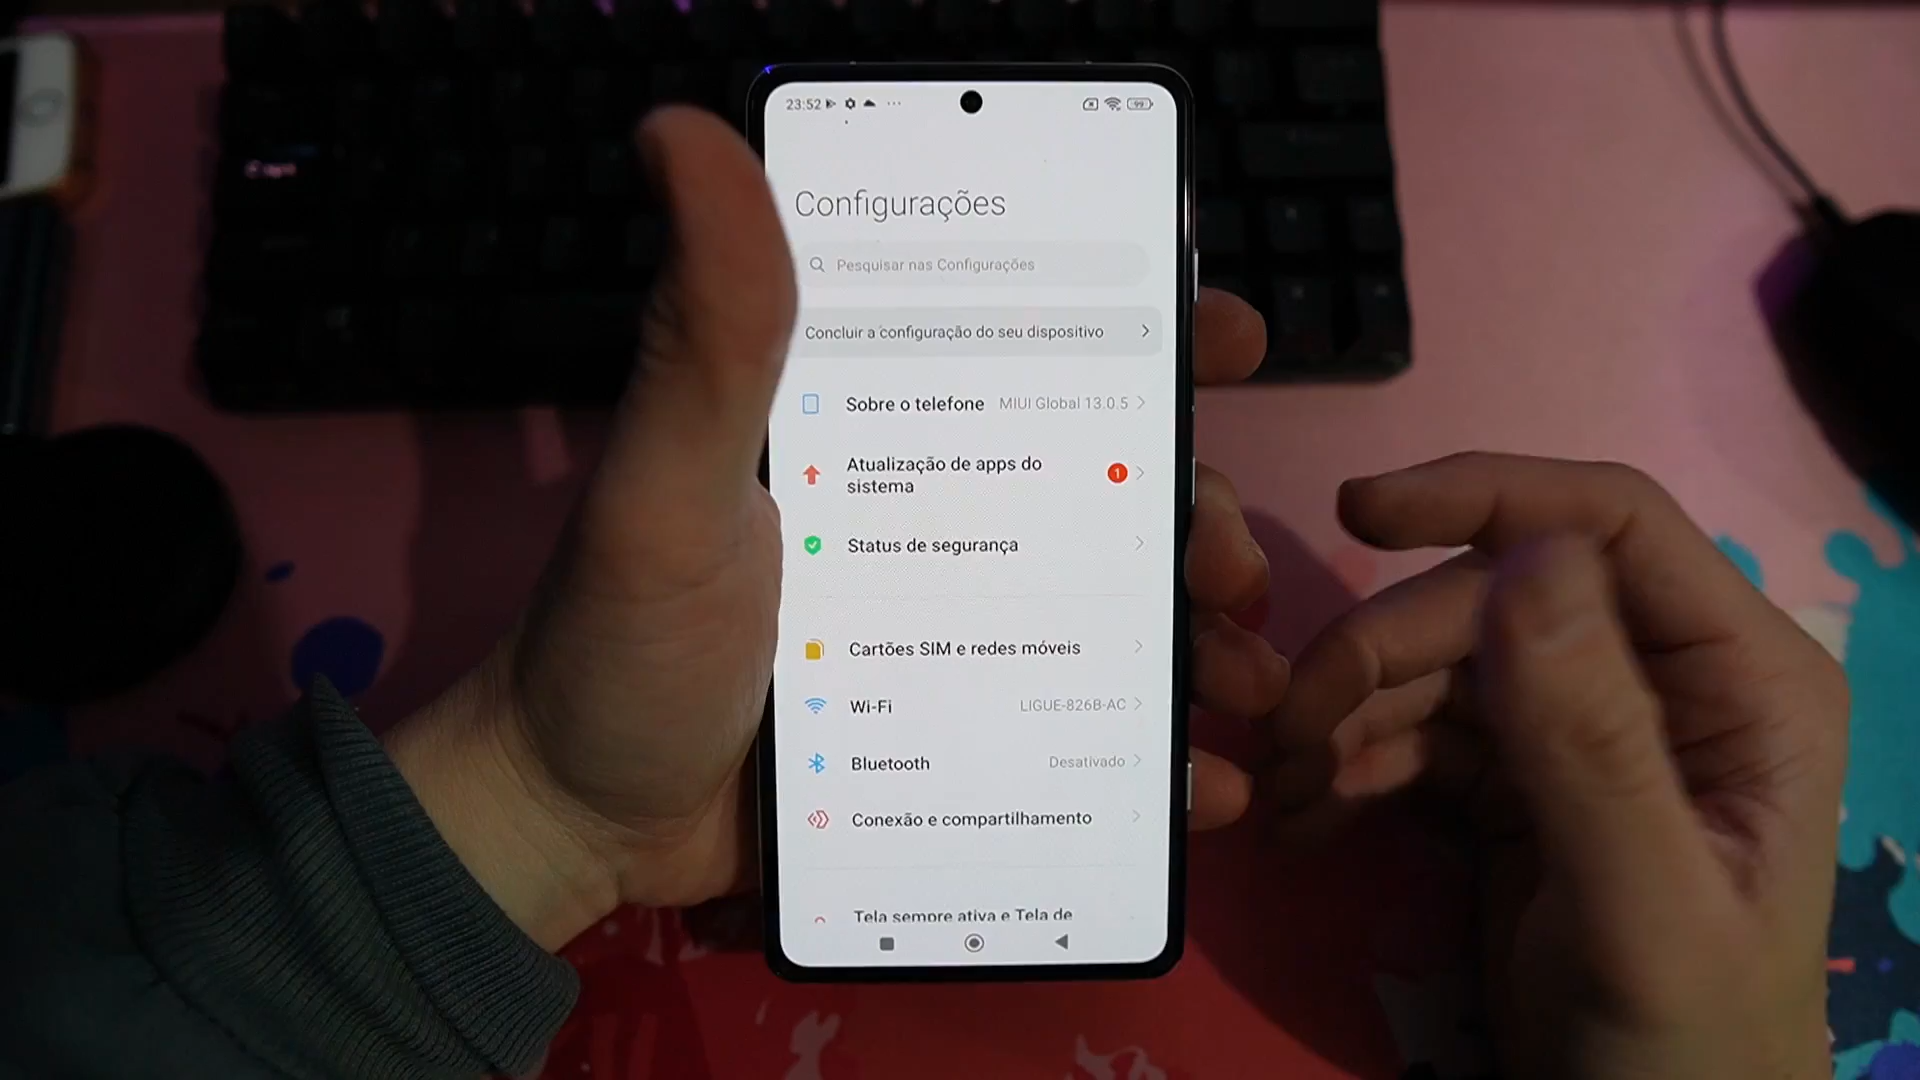 23:52
99
Configurações
Pesquisar nas Configurações
Concluir a configuração do seu dispositivo
Sobre o telefone MIUI Global 13.0.5
Atualização de apps do
sistema
1
Status de segurança
Cartões SIM e redes móveis
Wi-Fi LIGUE-826B-AC
Bluetooth Desativado
Conexão e compartilhamento
Tela sempre ativa e Tela de